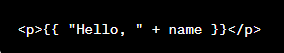 <p>{{ "Hello, " + name }}</p>